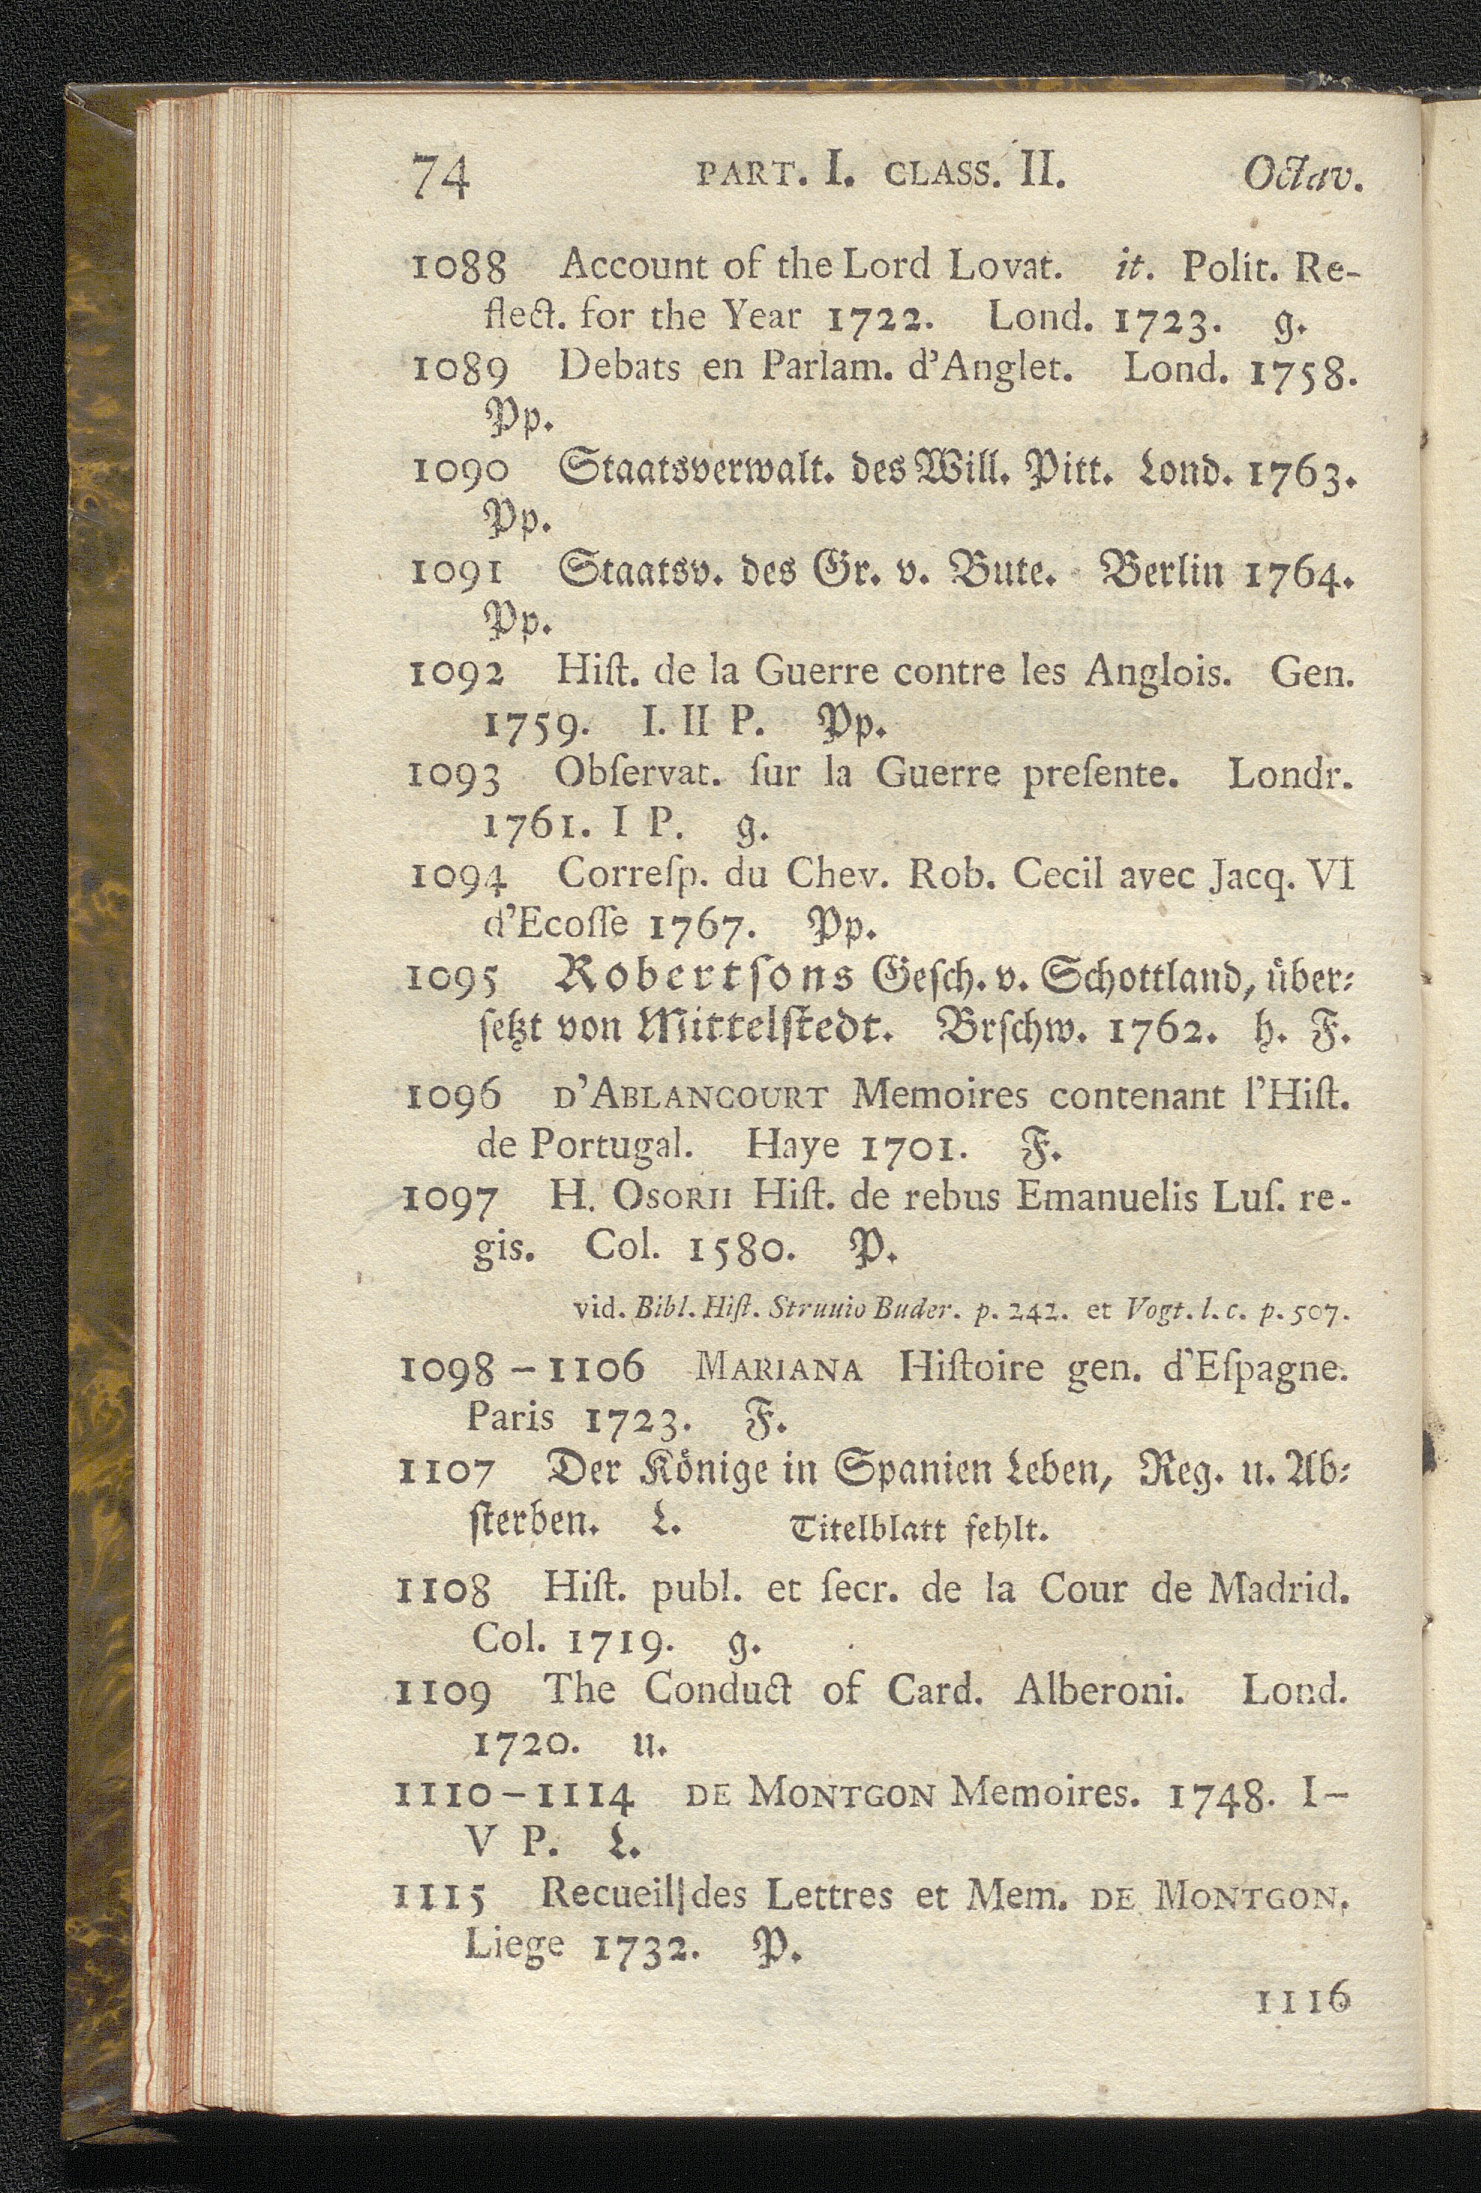 74 PART. I. CLASS. II. Octav.
1088 Account of the Lord Lovat. it. Polit. Re-
flect. for the Year 1722. Lond. 1723. g.
1089 Debats en Parlam. d'Anglet. Lond. 1758.
Pp.
1090 Staatsverwalt. des Will. Pitt. Lond. 1763.
Pp.
1091 Staatsv. des Gr. v. Bute. Berlin 1764.
Pp.
1092 Hiſt. de la Guerre contre les Anglois. Gen.
1759. I. II P. Pp.
1093 Obſervat. ſur la Guerre preſente. Londr.
1761. I P. g.
1094 Correſp. du Chev. Rob. Cecil avec Jacq. VI
d'Ecoſſe 1767. Pp.
1095 Robertſons Geſch. v. Schottland, über-
ſetzt von Mittelſtedt. Brſchw. 1762. h. F.
1096 D'ABLANCOURT Memoires contenant l'Hiſt.
de Portugal. Haye 1701. F.
1097 H. OSORII Hiſt. de rebus Emanuelis Luſ. re-
gis. Col. 1580. P.
vid. Bibl. Hiſt. Struuio Buder. p. 242. et Vogt. l. c. p. 507.
1098 – 1106 MARIANA Hiſtoire gen. d'Eſpagne.
Paris 1723. F.
1107 Der Könige in Spanien Leben, Reg. u. Ab-
ſterben. L. Titelblatt fehlt.
1108 Hiſt. publ. et ſecr. de la Cour de Madrid.
Col. 1719. g.
1109 The Conduct of Card. Alberoni. Lond.
1720. u.
1110 – 1114 DE MONTGON Memoires. 1748. I –
V P. L.
1115 Recueil des Lettres et Mem. DE MONTGON.
Liege 1732. P.
1116